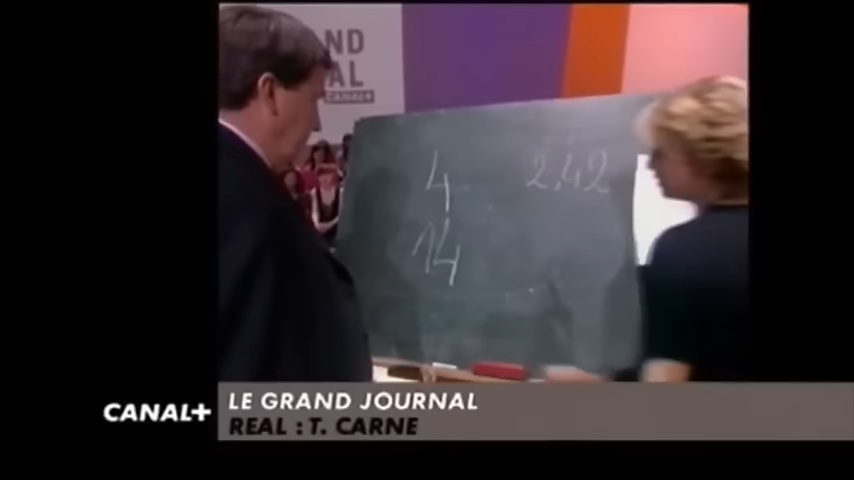 ND
AL
CANAL+
4
2,42
14
CANAL+
LE GRAND JOURNAL
REAL : T. CARNE